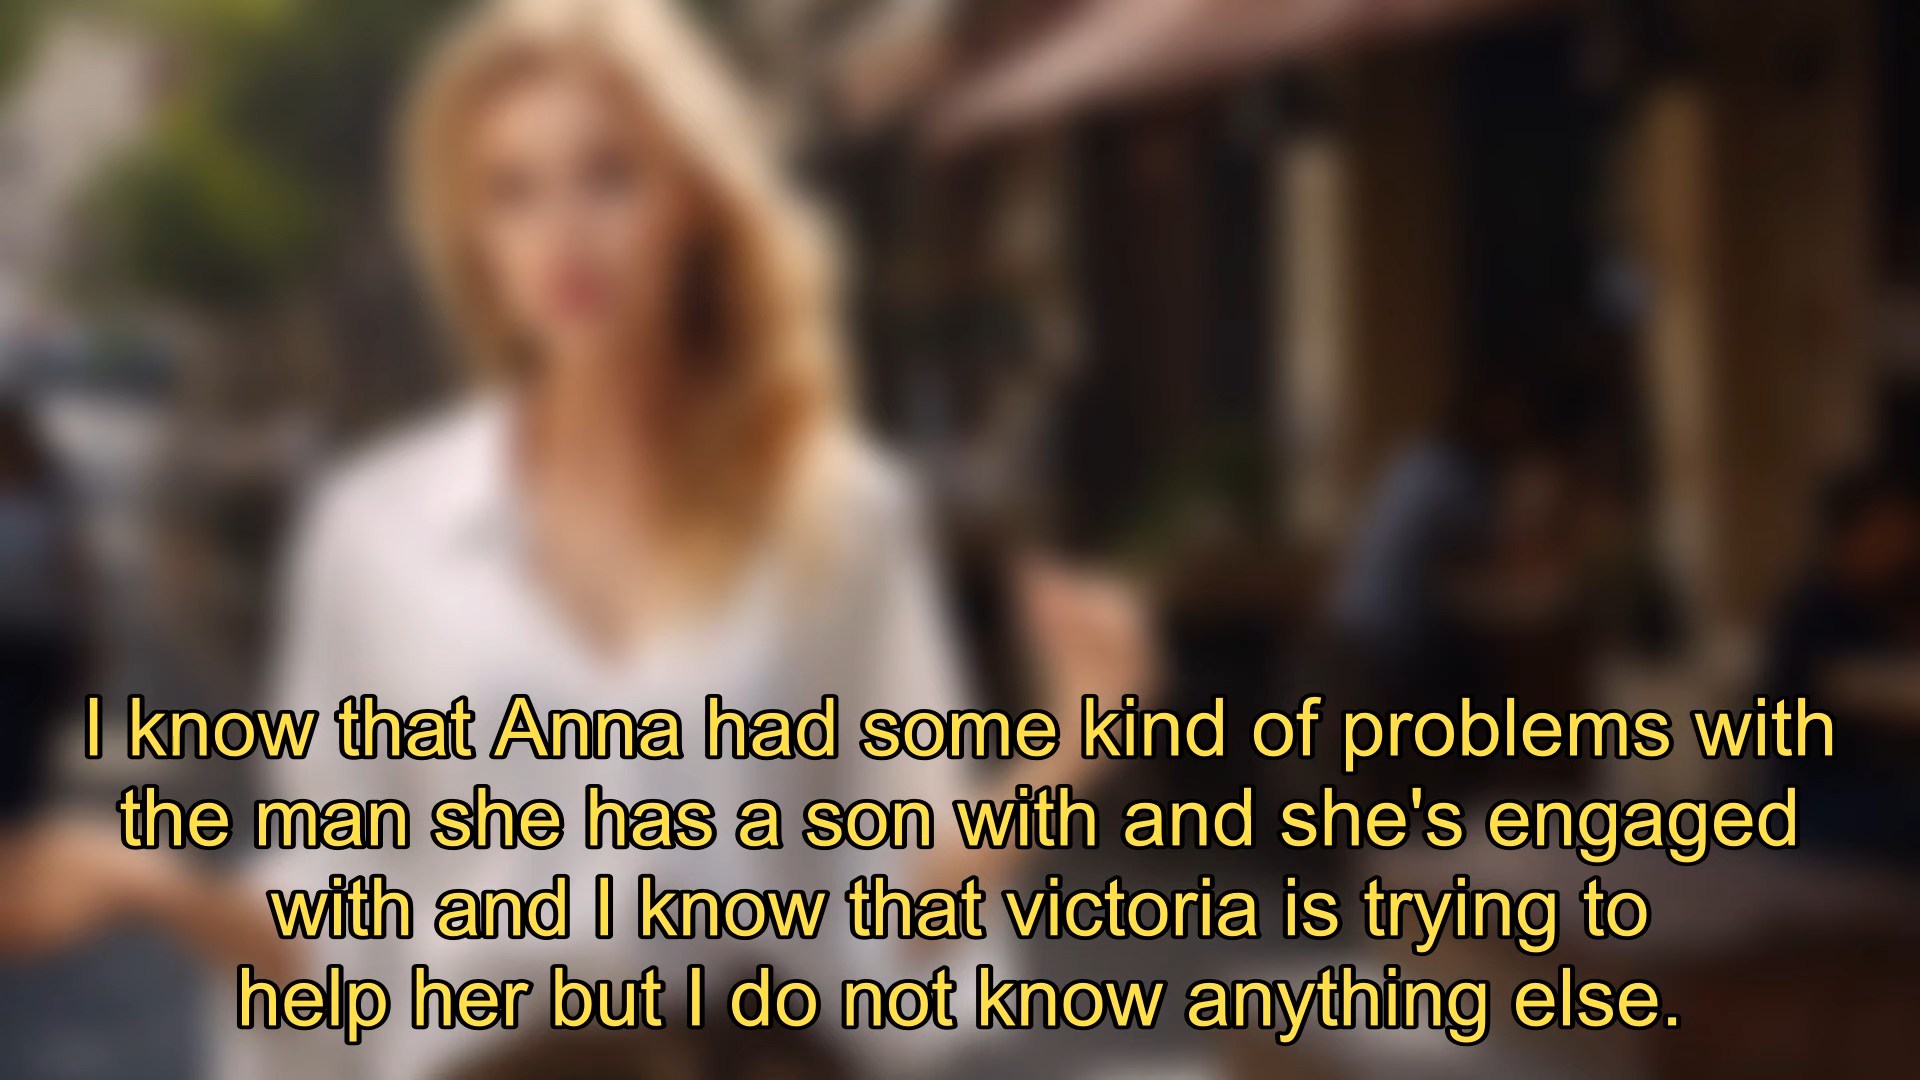 I know that Anna had some kind of problems with
the man she has a son with and she's engaged
with and I know that victoria is trying to
help her but I do not know anything else.